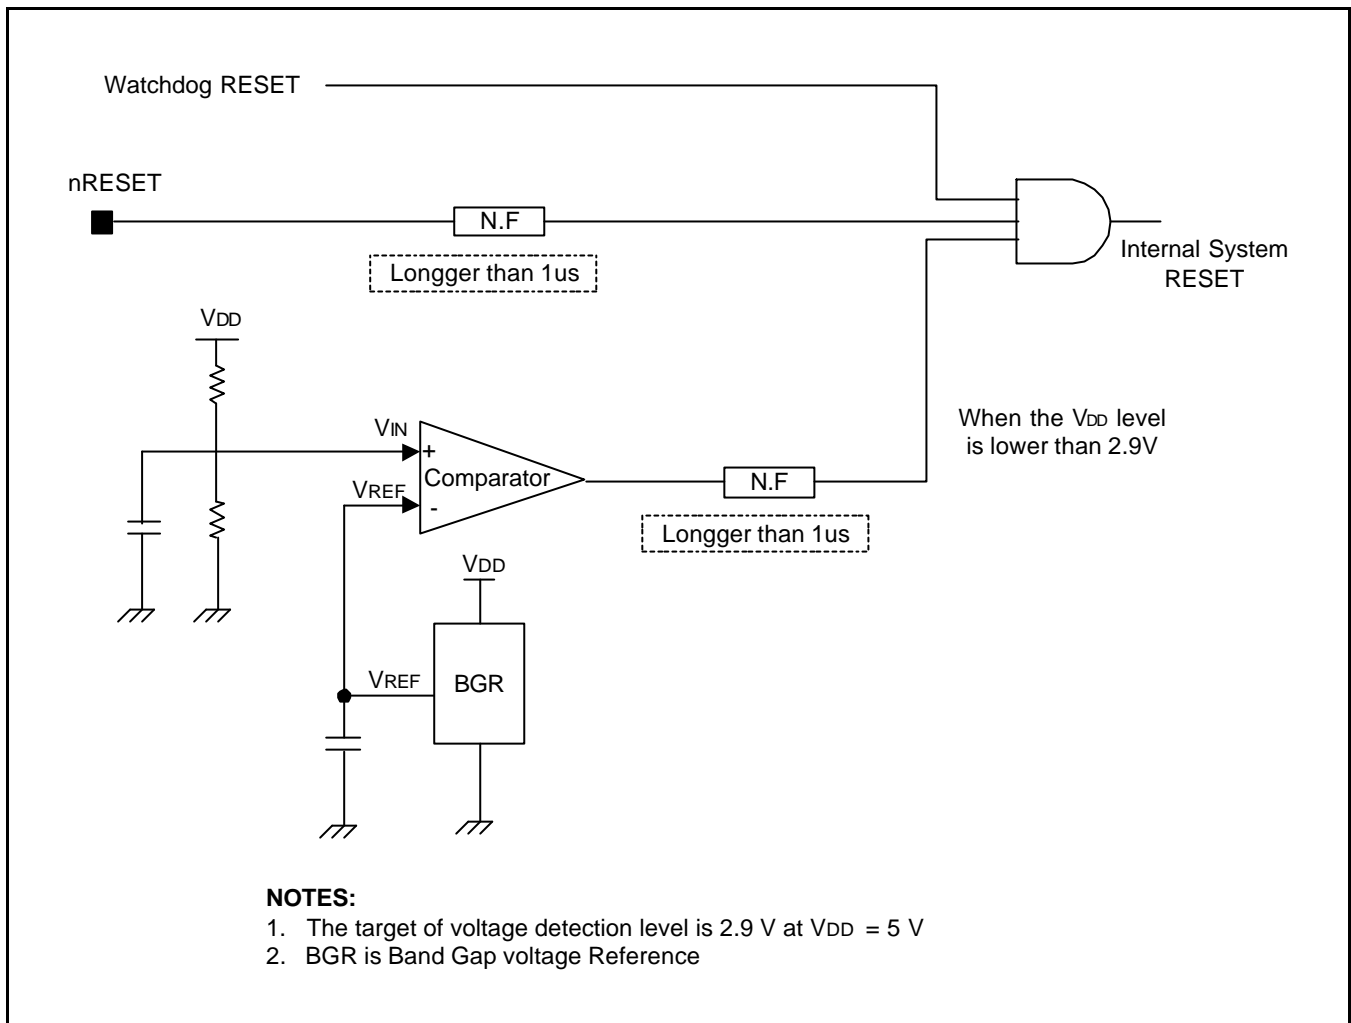 Watchdog RESET
nRESET
N.F
Longger than 1us
Internal System
RESET
VDD
When the VDD level
is lower than 2.9V
VIN
+
Comparator
VREF
-
N.F
Longger than 1us
VDD
VREF
BGR
NOTES:
1. The target of voltage detection level is 2.9 V at VDD = 5 V
2. BGR is Band Gap voltage Reference